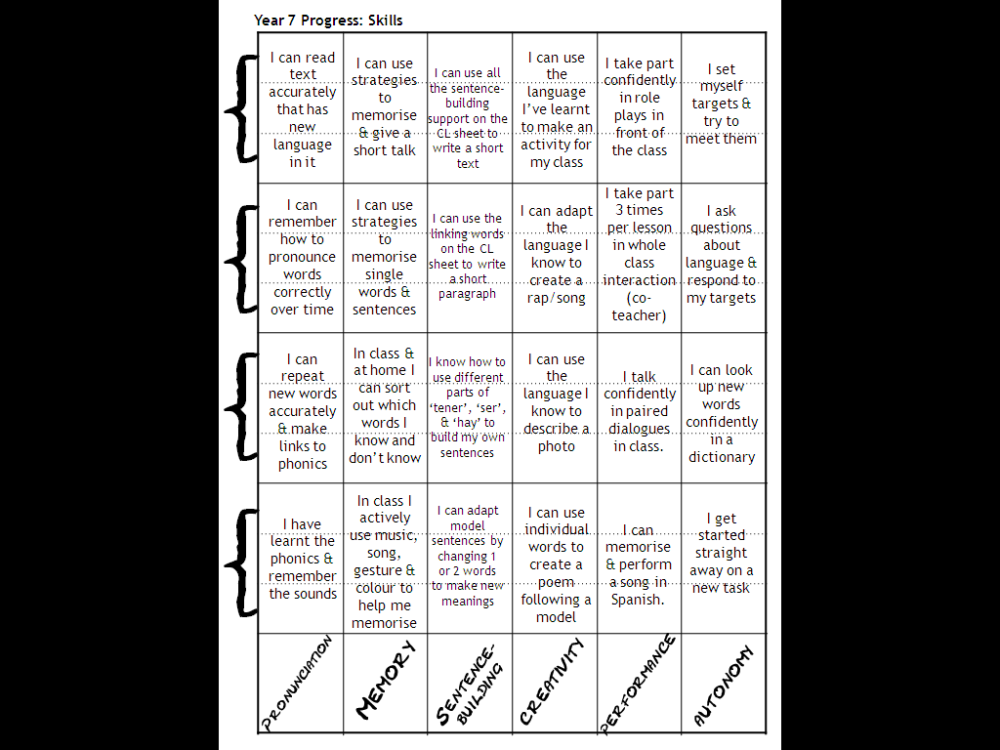 Year 7 Progress: Skills
I can read
text
accurately
that has
new
language
in it
I can use
strategies
to
memorise
& give a
short talk
I can use all
the sentence-
building
support on the
CL sheet to
write a short
text
I can use
the
language
I've learnt
to make an
activity for
my class
I take part
confidently
in role
plays in
front of
the class
I set
myself
targets &
try to
meet them
I can
remember
how to
pronounce
words
correctly
over time
I can use
strategies
to
memorise
single
words &
sentences
I can use the
linking words
on the CL
sheet to write
a short
paragraph
I can adapt
the
language I
know to
create a
rap/song
I take part
3 times
per lesson
in whole
class
interaction
(co-
teacher)
I ask
questions
about
language &
respond to
my targets
I can
repeat
new words
accurately
& make
links to
phonics
In class &
at home I
can sort
out which
words I
know and
don't know
I know how to
use different
parts of
‘tener’, ‘ser’,
& ‘hay’ to
build my own
sentences
I can use
the
language I
know to
describe a
photo
I talk
confidently
in paired
dialogues
in class.
I can look
up new
words
confidently
in a
dictionary
I have
learnt the
phonics &
remember
the sounds
In class I
actively
use music,
song,
gesture &
colour to
help me
memorise
I can adapt
model
sentences by
changing 1
or 2 words
to make new
meanings
I can use
individual
words to
create a
poem
following a
model
I can
memorise
& perform
a song in
Spanish.
I get
started
straight
away on a
new task
PRONUNCIATION
MEMORY
SENTENCE-
BUILDING
CREATIVITY
PERFORMANCE
AUTONOMY